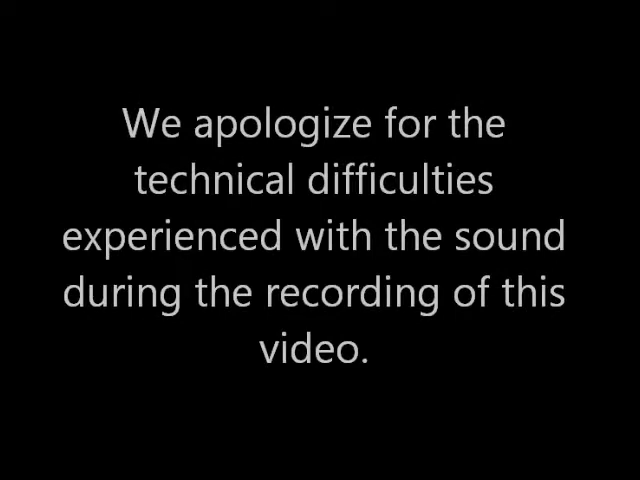 We apologize for the
technical difficulties
experienced with the sound
during the recording of this
video.